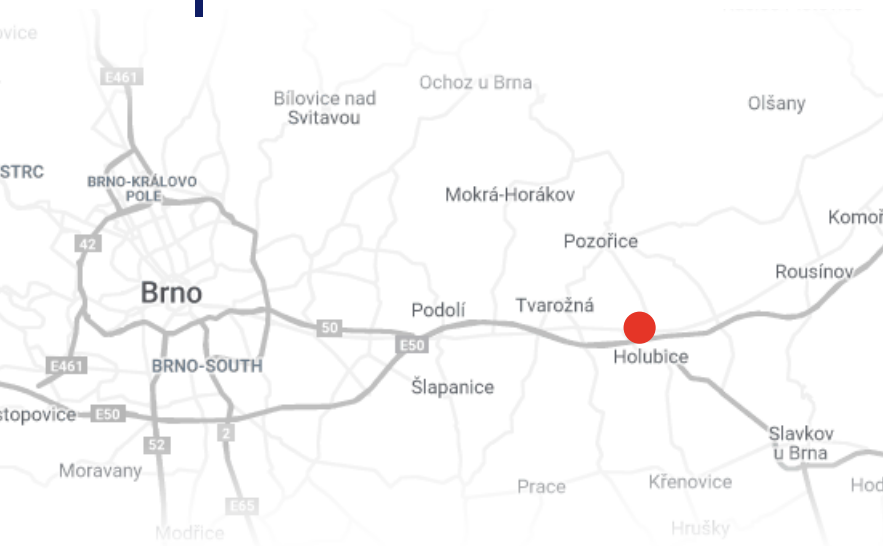 ovice
E461
Ochoz u Brna
Bílovice nad
Svitavou
Olšany
STRC
BRNO-KRÁLOVO
POLE
Mokrá-Horákov
Komoř
42
Pozořice
Rousínov
Brno
Podolí
Tvarožná
50
E50
Holubice
E461
BRNO-SOUTH
Šlapanice
stopovice
E50
2
52
Slavkov
u Brna
Moravany
Prace
Křenovice
Hod
E65
Modřice
Hrušky